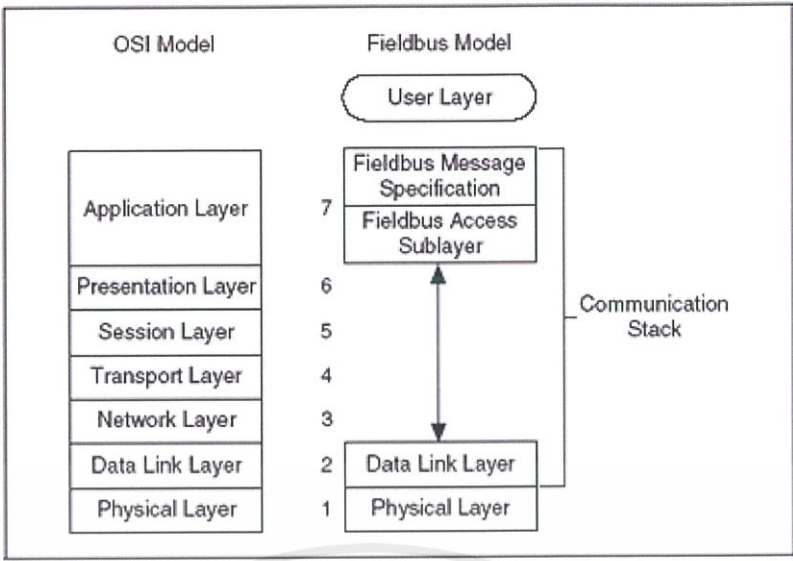 OSI Model
Fieldbus Model
User Layer
Application Layer
7
Fieldbus Message
Specification
Fieldbus Access
Sublayer
Presentation Layer
6
Session Layer
5
Transport Layer
4
Network Layer
3
Data Link Layer
2
Data Link Layer
Physical Layer
1
Physical Layer
Communication
Stack